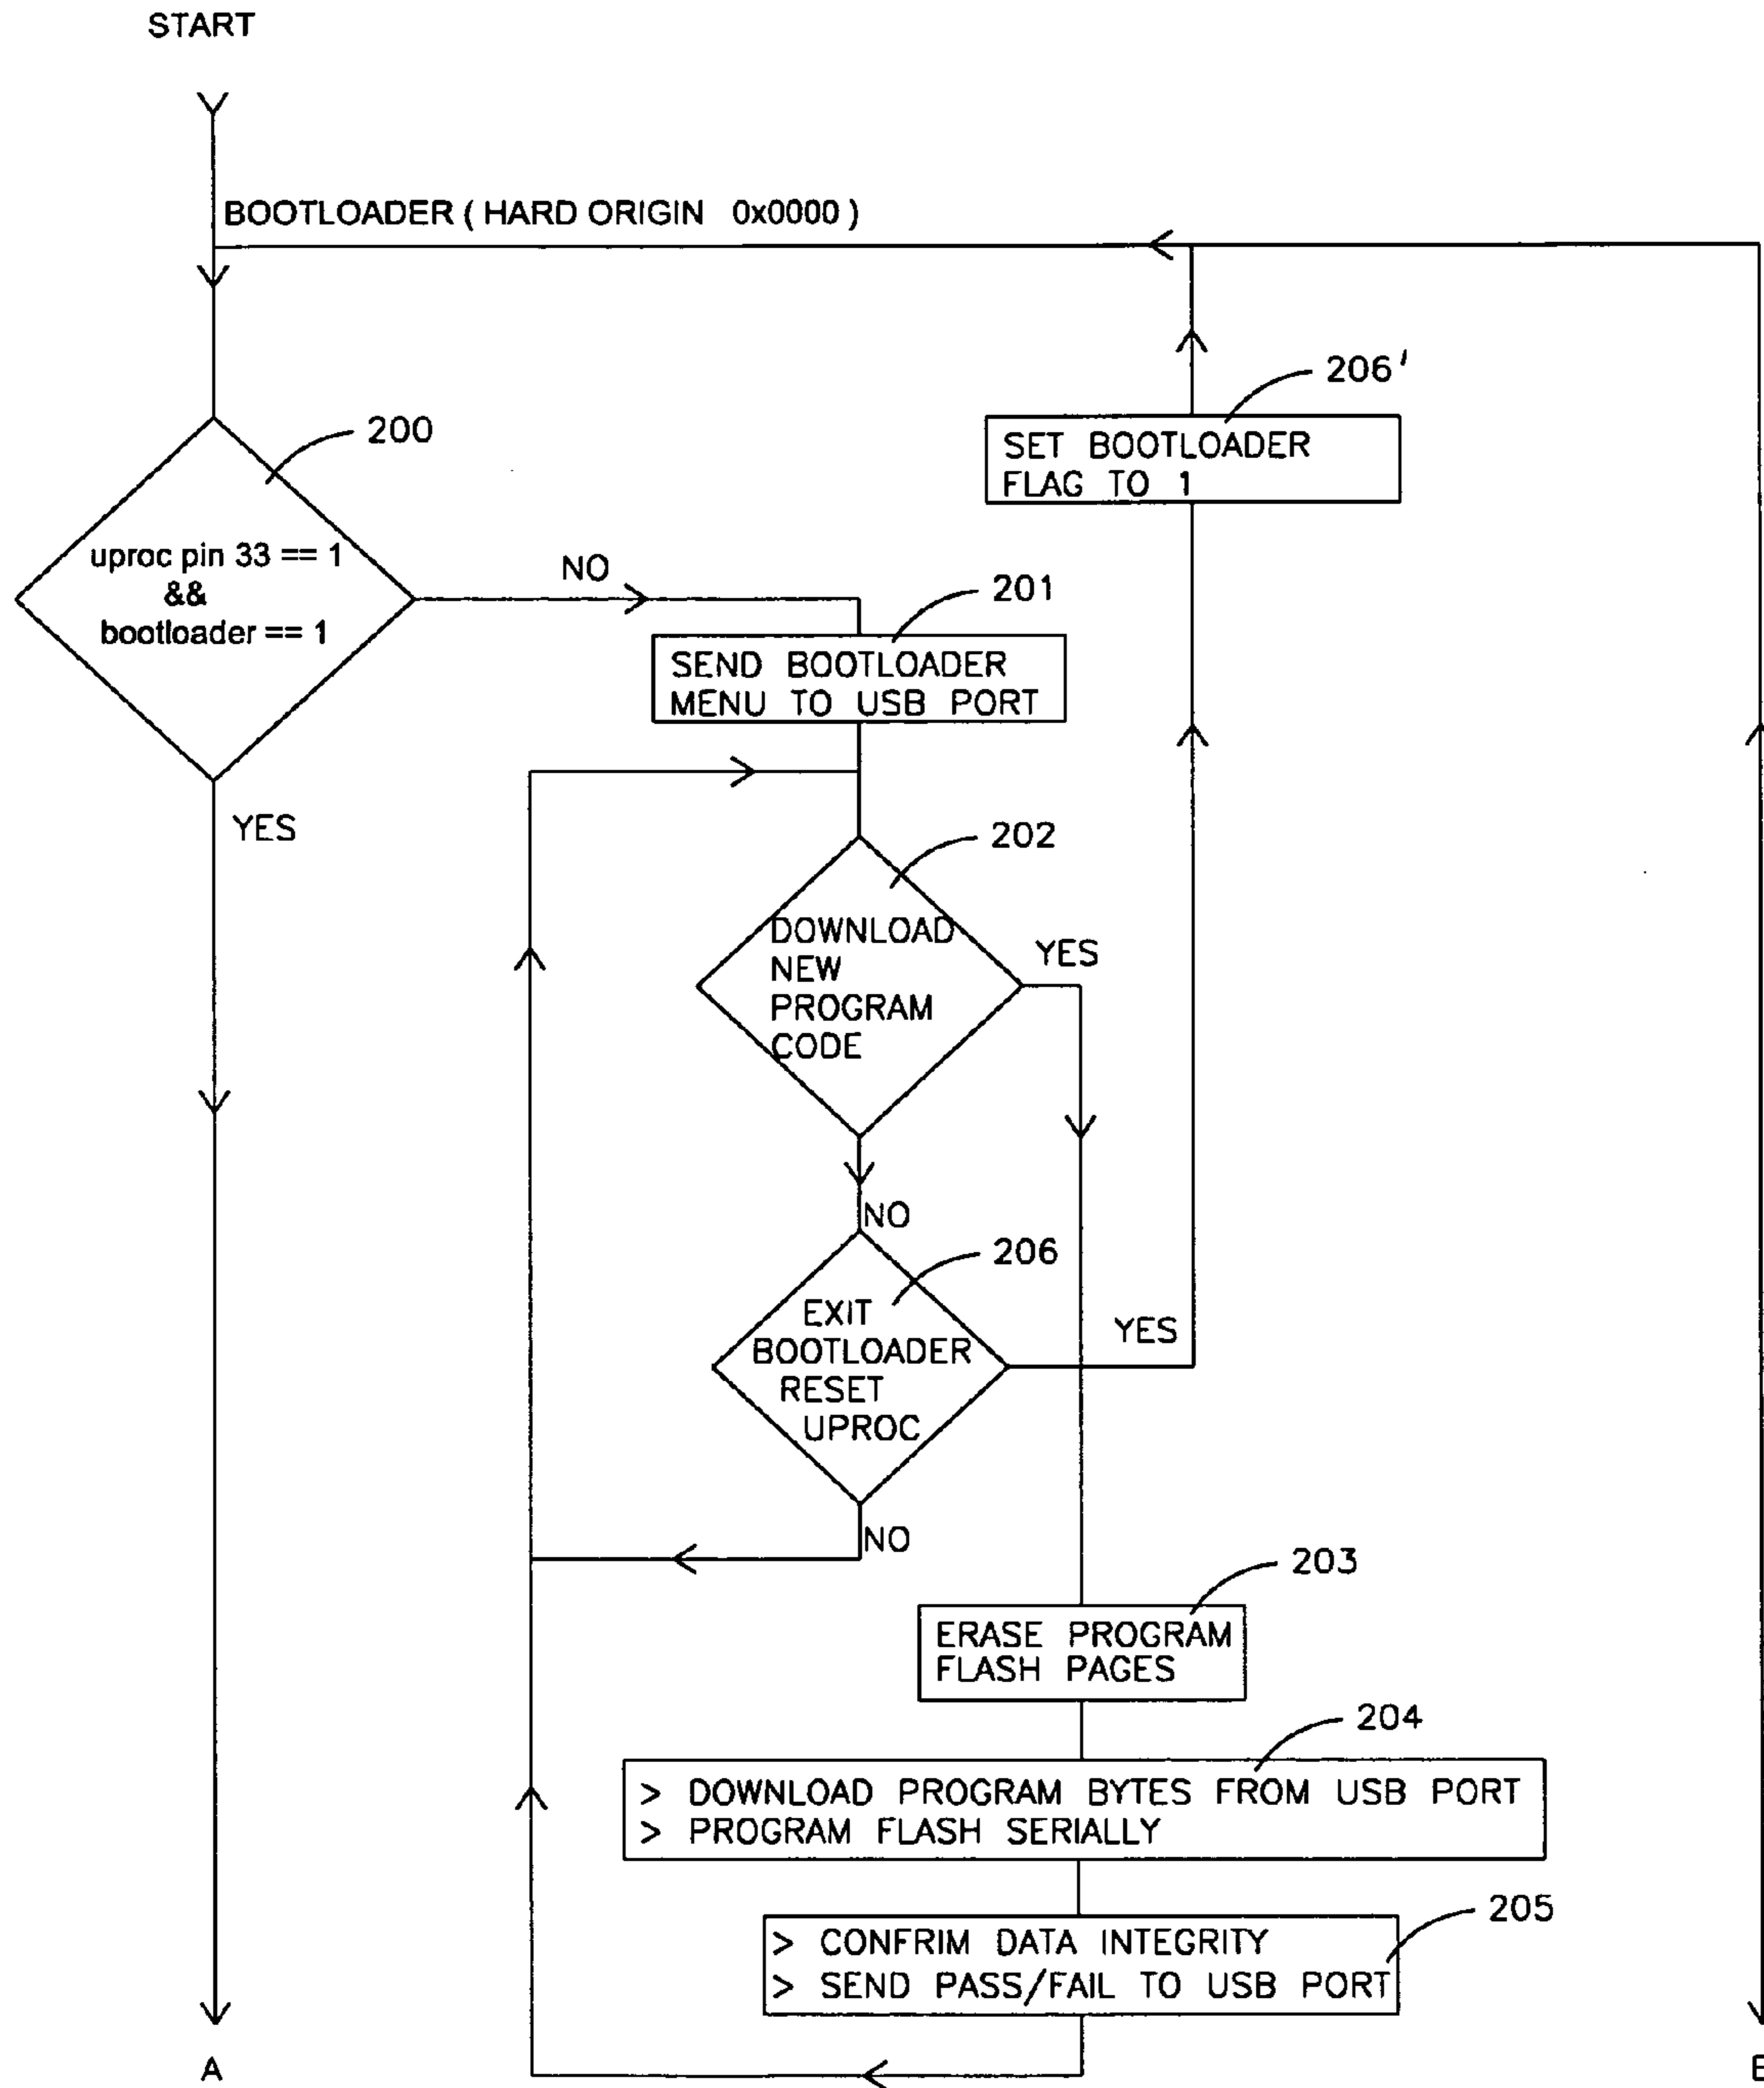 START
BOOTLOADER ( HARD ORIGIN 0x0000 )
206'
SET BOOTLOADER
FLAG TO 1
200
uproc pin 33 == 1
&&
bootloader == 1
NO
201
SEND BOOTLOADER
MENU TO USB PORT
YES
202
DOWNLOAD
NEW
PROGRAM
CODE
YES
NO
206
EXIT
BOOTLOADER
RESET
UPROC
YES
NO
203
ERASE PROGRAM
FLASH PAGES
204
> DOWNLOAD PROGRAM BYTES FROM USB PORT
> PROGRAM FLASH SERIALLY
205
> CONFRIM DATA INTEGRITY
> SEND PASS/FAIL TO USB PORT
A